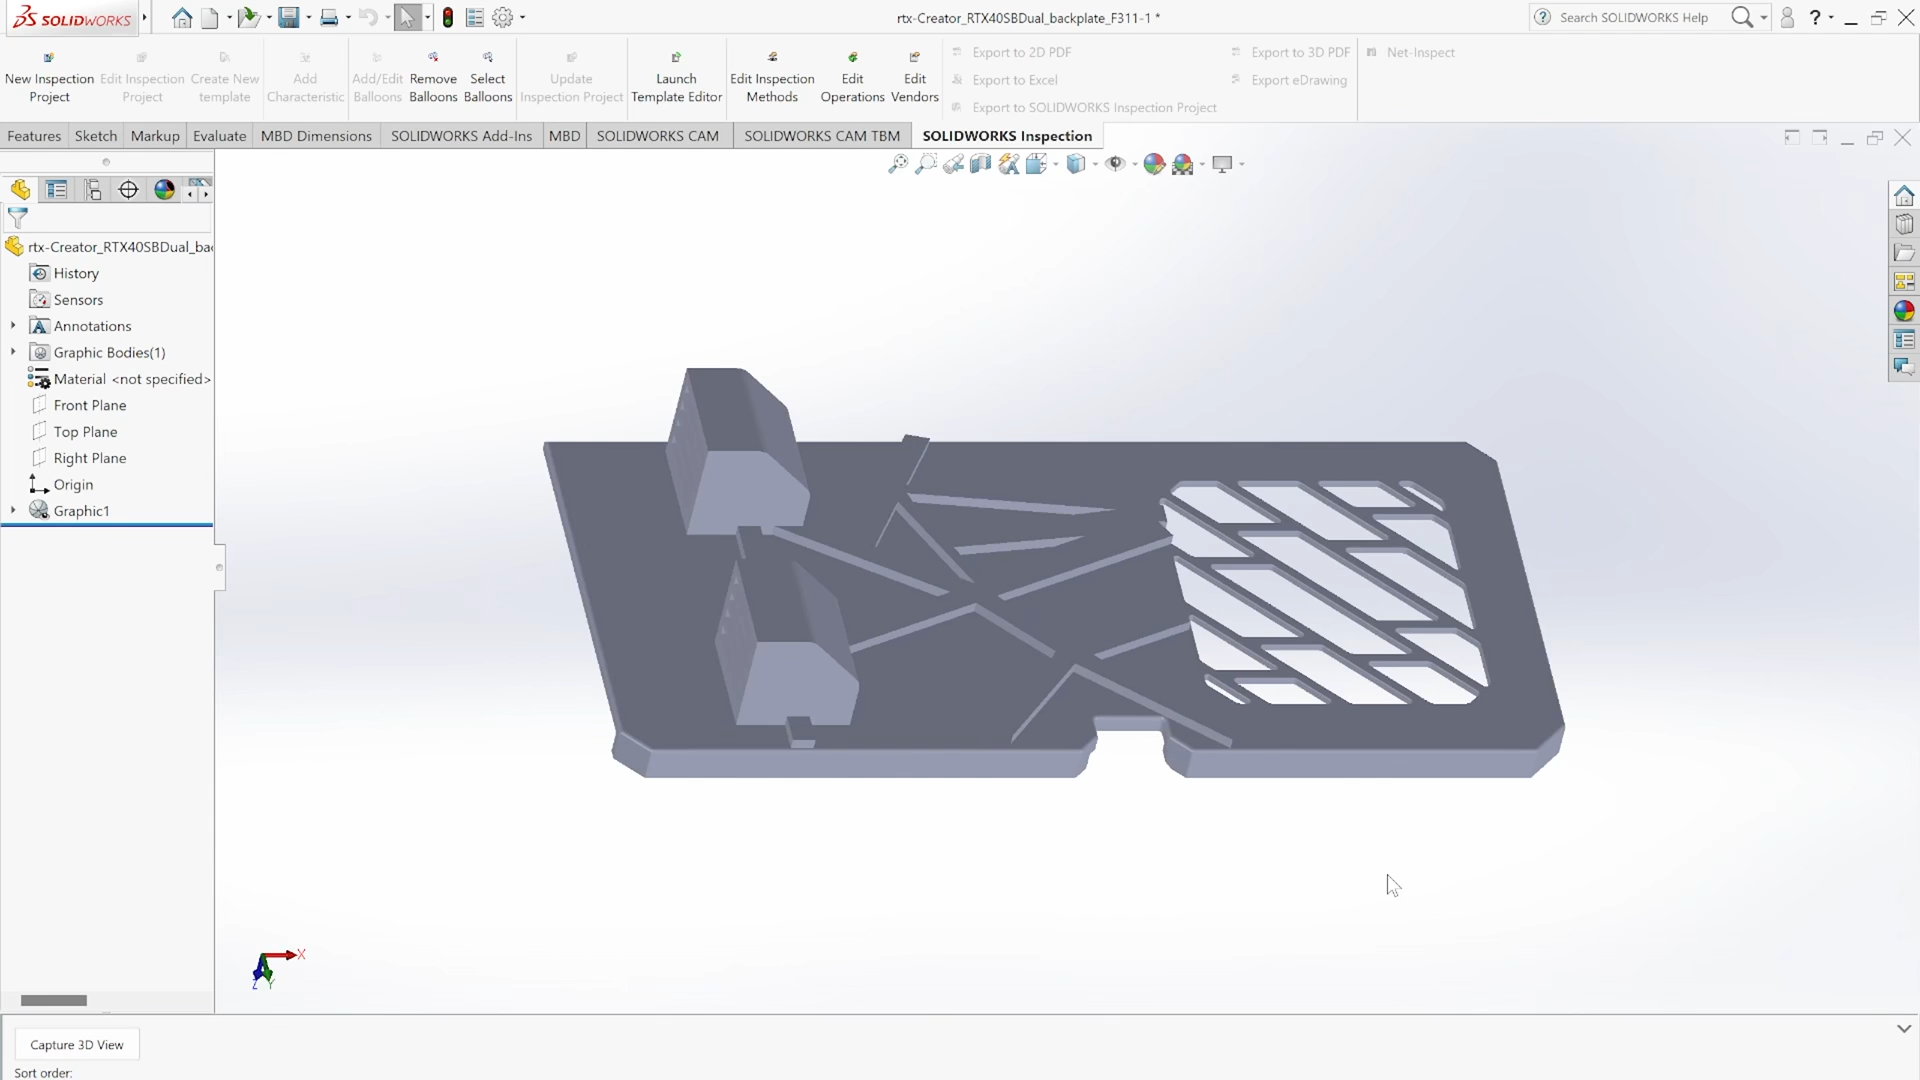 SOLIDWORKS
rtx-Creator_RTX40SBDual_backplate_F311-1 *
Search SOLIDWORKS Help
New Inspection Project
Edit Inspection Project
Create New template
Add Characteristic
Add/Edit Balloons
Remove Balloons
Select Balloons
Update Inspection Project
Launch Template Editor
Edit Inspection Methods
Edit Operations
Edit Vendors
Export to 2D PDF
Export to Excel
Export to SOLIDWORKS Inspection Project
Export to 3D PDF
Export eDrawing
Net-Inspect
Features
Sketch
Markup
Evaluate
MBD Dimensions
SOLIDWORKS Add-Ins
MBD
SOLIDWORKS CAM
SOLIDWORKS CAM TBM
SOLIDWORKS Inspection
rtx-Creator_RTX40SBDual_ba
History
Sensors
Annotations
Graphic Bodies(1)
Material <not specified>
Front Plane
Top Plane
Right Plane
Origin
Graphic1
X
Z Y
Capture 3D View
Sort order: